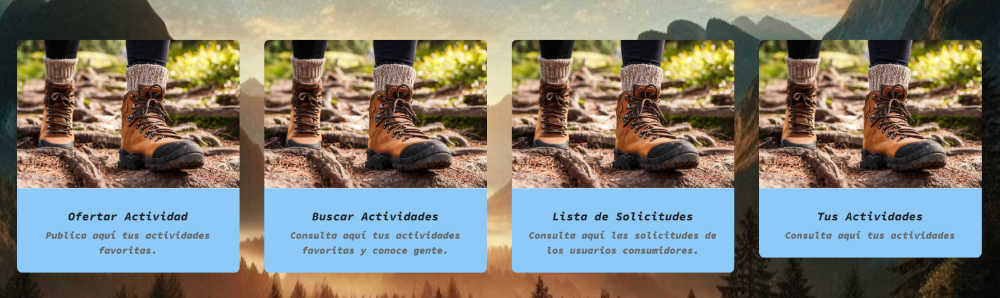 Ofertar Actividad
Publica aquí tus actividades
favoritas.
Buscar Actividades
Consulta aquí tus actividades
favoritas y conoce gente.
Lista de Solicitudes
Consulta aquí las solicitudes de
los usuarios consumidores.
Tus Actividades
Consulta aquí tus actividades